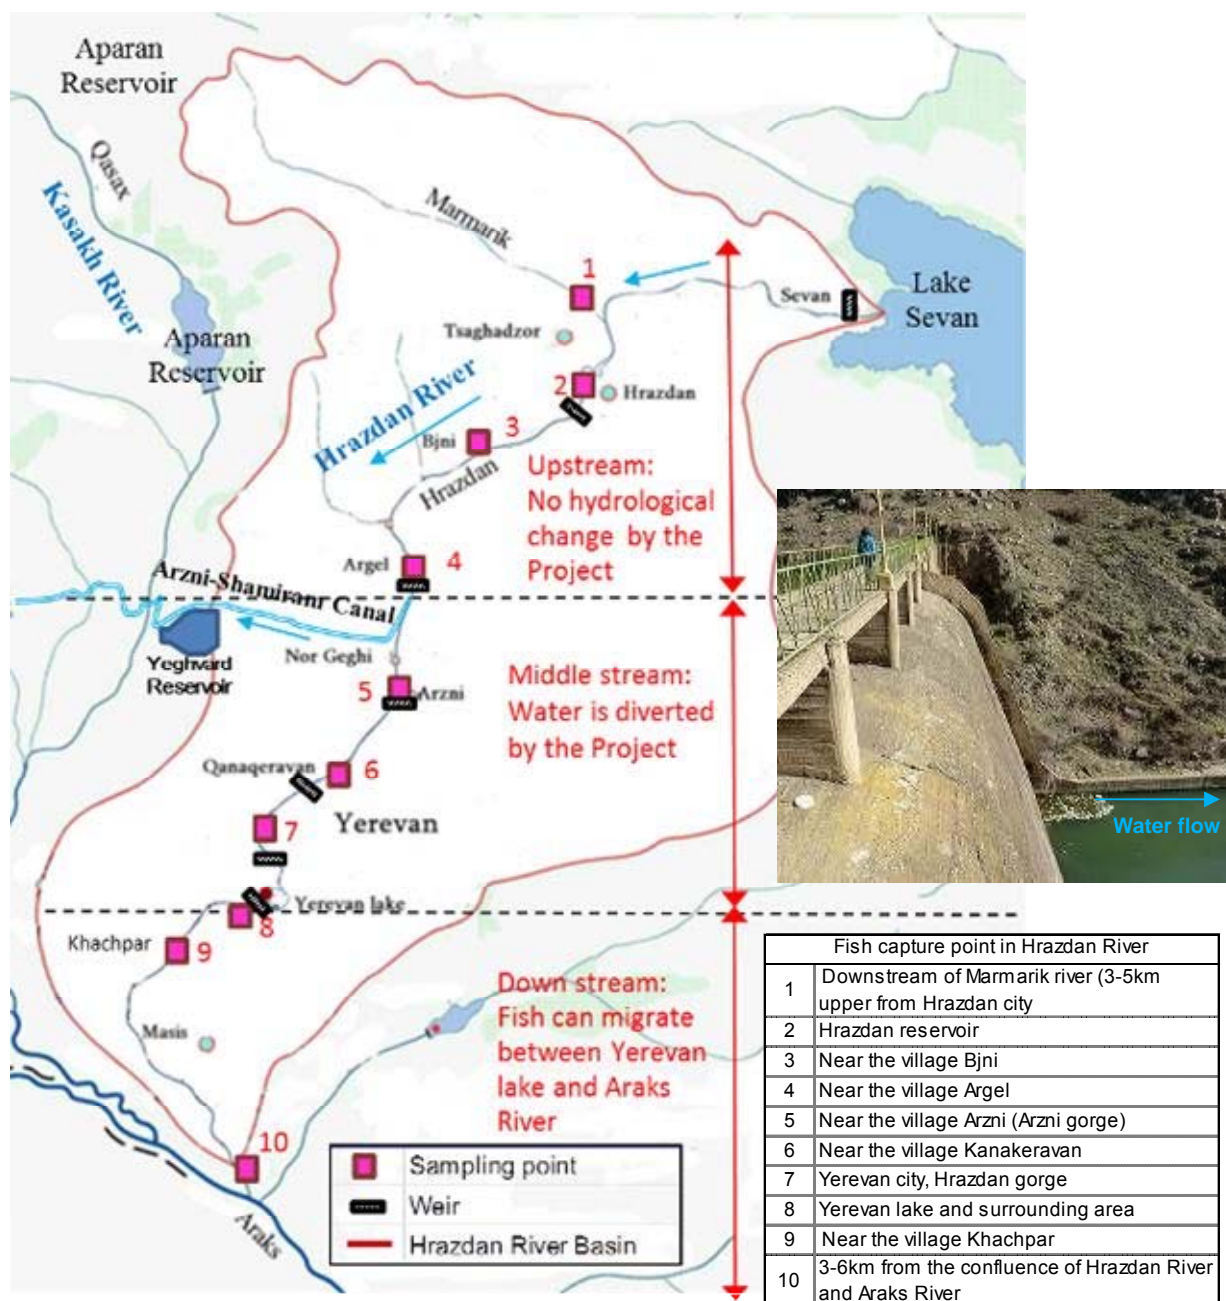 Aparan
Reservoir
Qasax
Kasakh River
Aparan
Reservoir
Marmarik
1
Sevan
Lake
Sevan
Tsaghadzor
2
Hrazdan
Hrazdan River
Bjni
3
Hrazdan
Upstream:
No hydrological
change by the
Project
Argel
4
Arzni-Shamiranr Canal
Nor Geghi
Yeghvard
Reservoir
5
Arzni
Middle stream:
Water is diverted
by the Project
Qanaqeravan
6
7
Yerevan
Yerevan lake
8
Khachpar
9
Masis
Down stream:
Fish can migrate
between Yerevan
lake and Araks
River
10
Araks
Sampling point
Weir
Hrazdan River Basin
Water flow
Fish capture point in Hrazdan River
1 Downstream of Marmarik river (3-5km
upper from Hrazdan city
2 Hrazdan reservoir
3 Near the village Bjni
4 Near the village Argel
5 Near the village Arzni (Arzni gorge)
6 Near the village Kanakeravan
7 Yerevan city, Hrazdan gorge
8 Yerevan lake and surrounding area
9 Near the village Khachpar
10 3-6km from the confluence of Hrazdan River
and Araks River